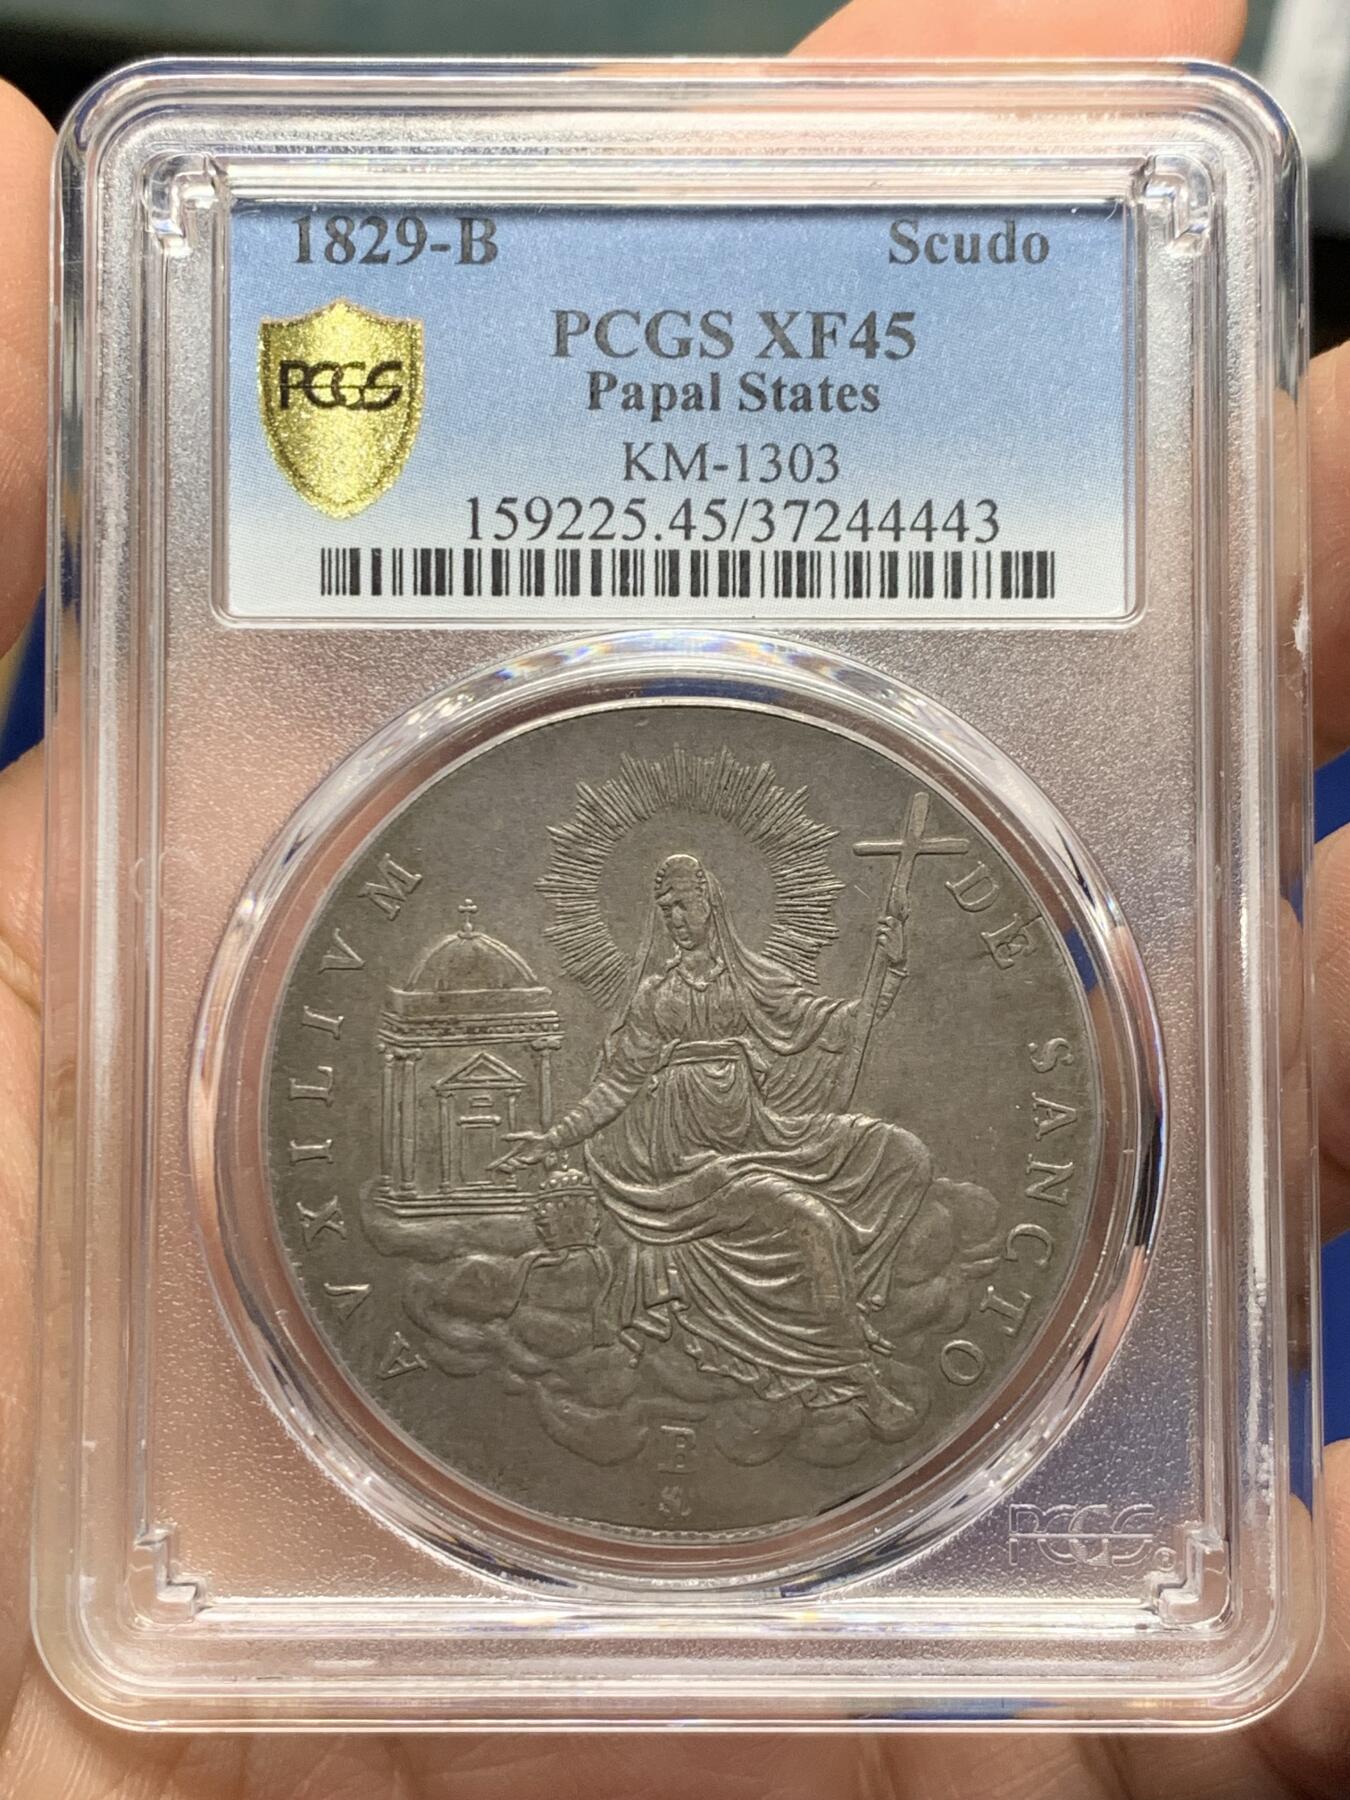 1829-B Scudo
PCGS XF45
PCGS
Papal States
KM-1303
159225.45/37244443
AVXILIVM DE SANCTO
B
PCGS